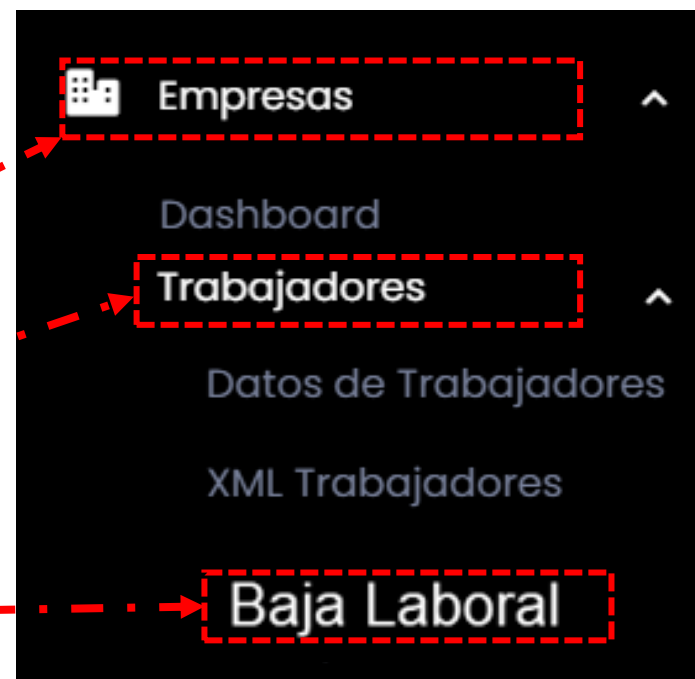 Empresas
Dashboard
Trabajadores
Datos de Trabajadores
XML Trabajadores
Baja Laboral